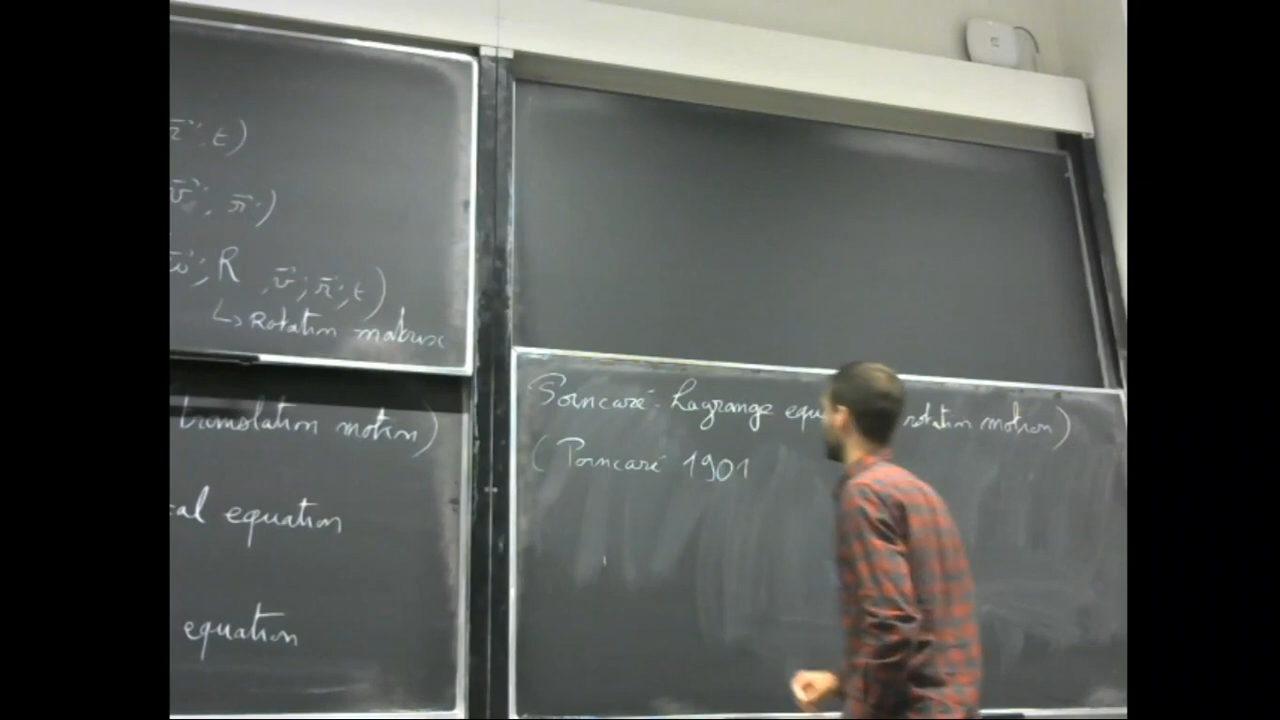 , t)
v, r)
w, R, v, r, t)
↳ Rotation matrix
translation motion)
al equation
equation
Poincaré-Lagrange equ rotation motion)
(Poincaré 1901